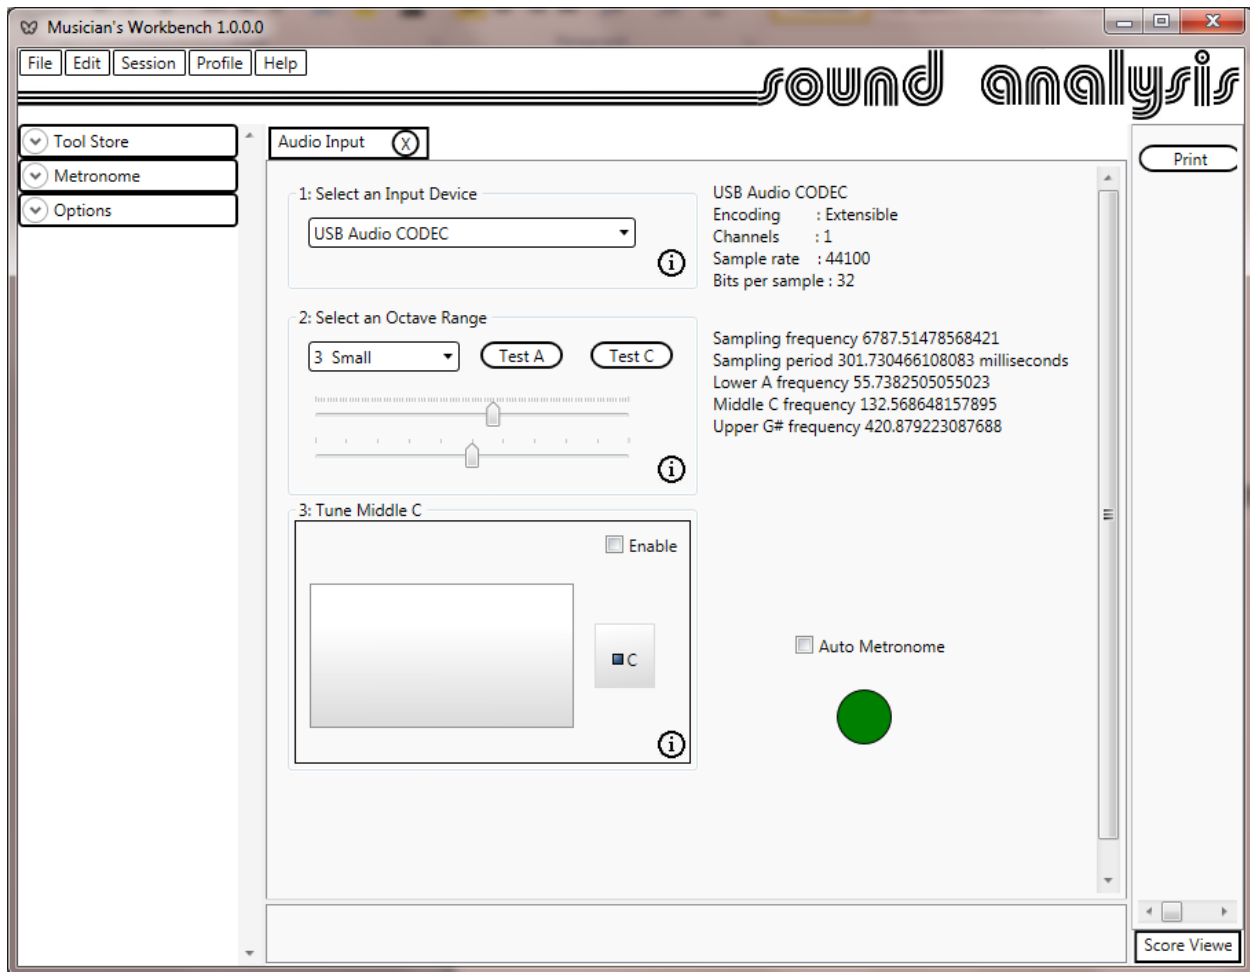 Musician's Workbench 1.0.0.0
File Edit Session Profile Help
sound analysis
Tool Store
Metronome
Options
Audio Input X
Print
1: Select an Input Device
USB Audio CODEC
i
USB Audio CODEC
Encoding : Extensible
Channels : 1
Sample rate : 44100
Bits per sample : 32
2: Select an Octave Range
3 Small Test A Test C
i
Sampling frequency 6787.51478568421
Sampling period 301.730466108083 milliseconds
Lower A frequency 55.7382505055023
Middle C frequency 132.568648157895
Upper G# frequency 420.879223087688
3: Tune Middle C
Enable
C
i
Auto Metronome
Score Viewe